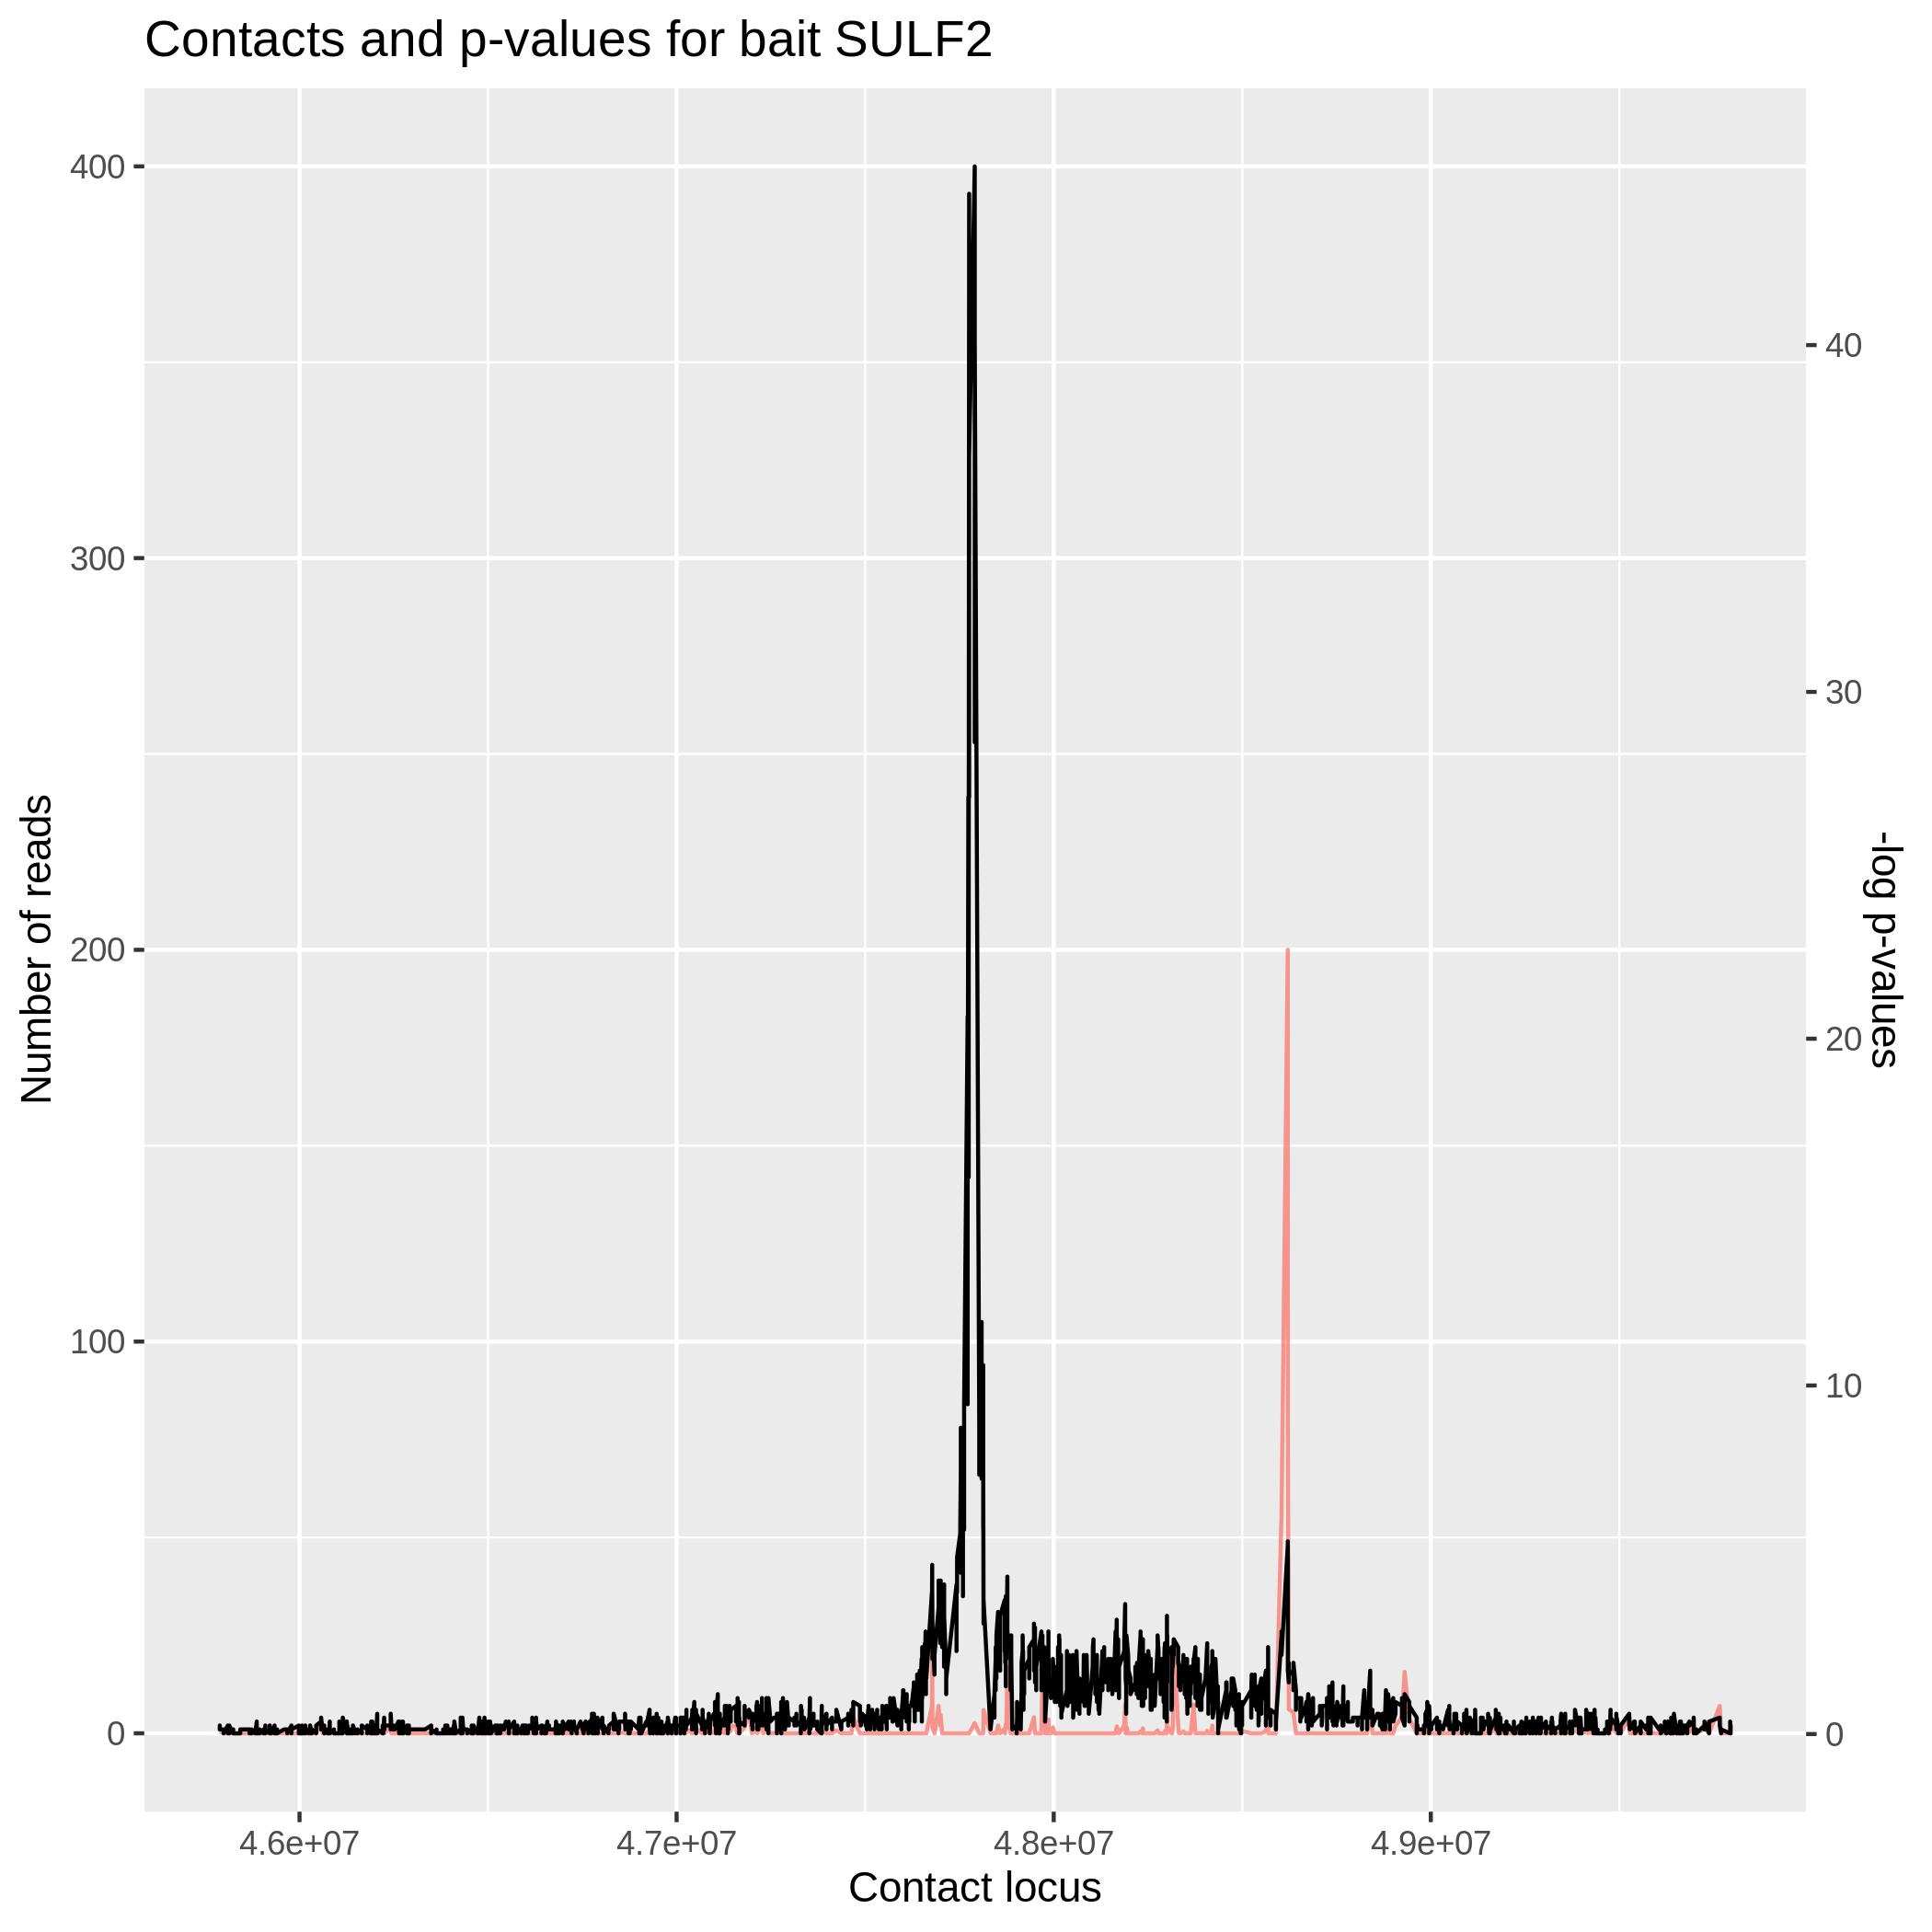 Contacts and p-values for bait SULF2
400
300
200
100
0
Number of reads
40
30
20
10
0
-log p-values
4.6e+07
4.7e+07
4.8e+07
4.9e+07
Contact locus